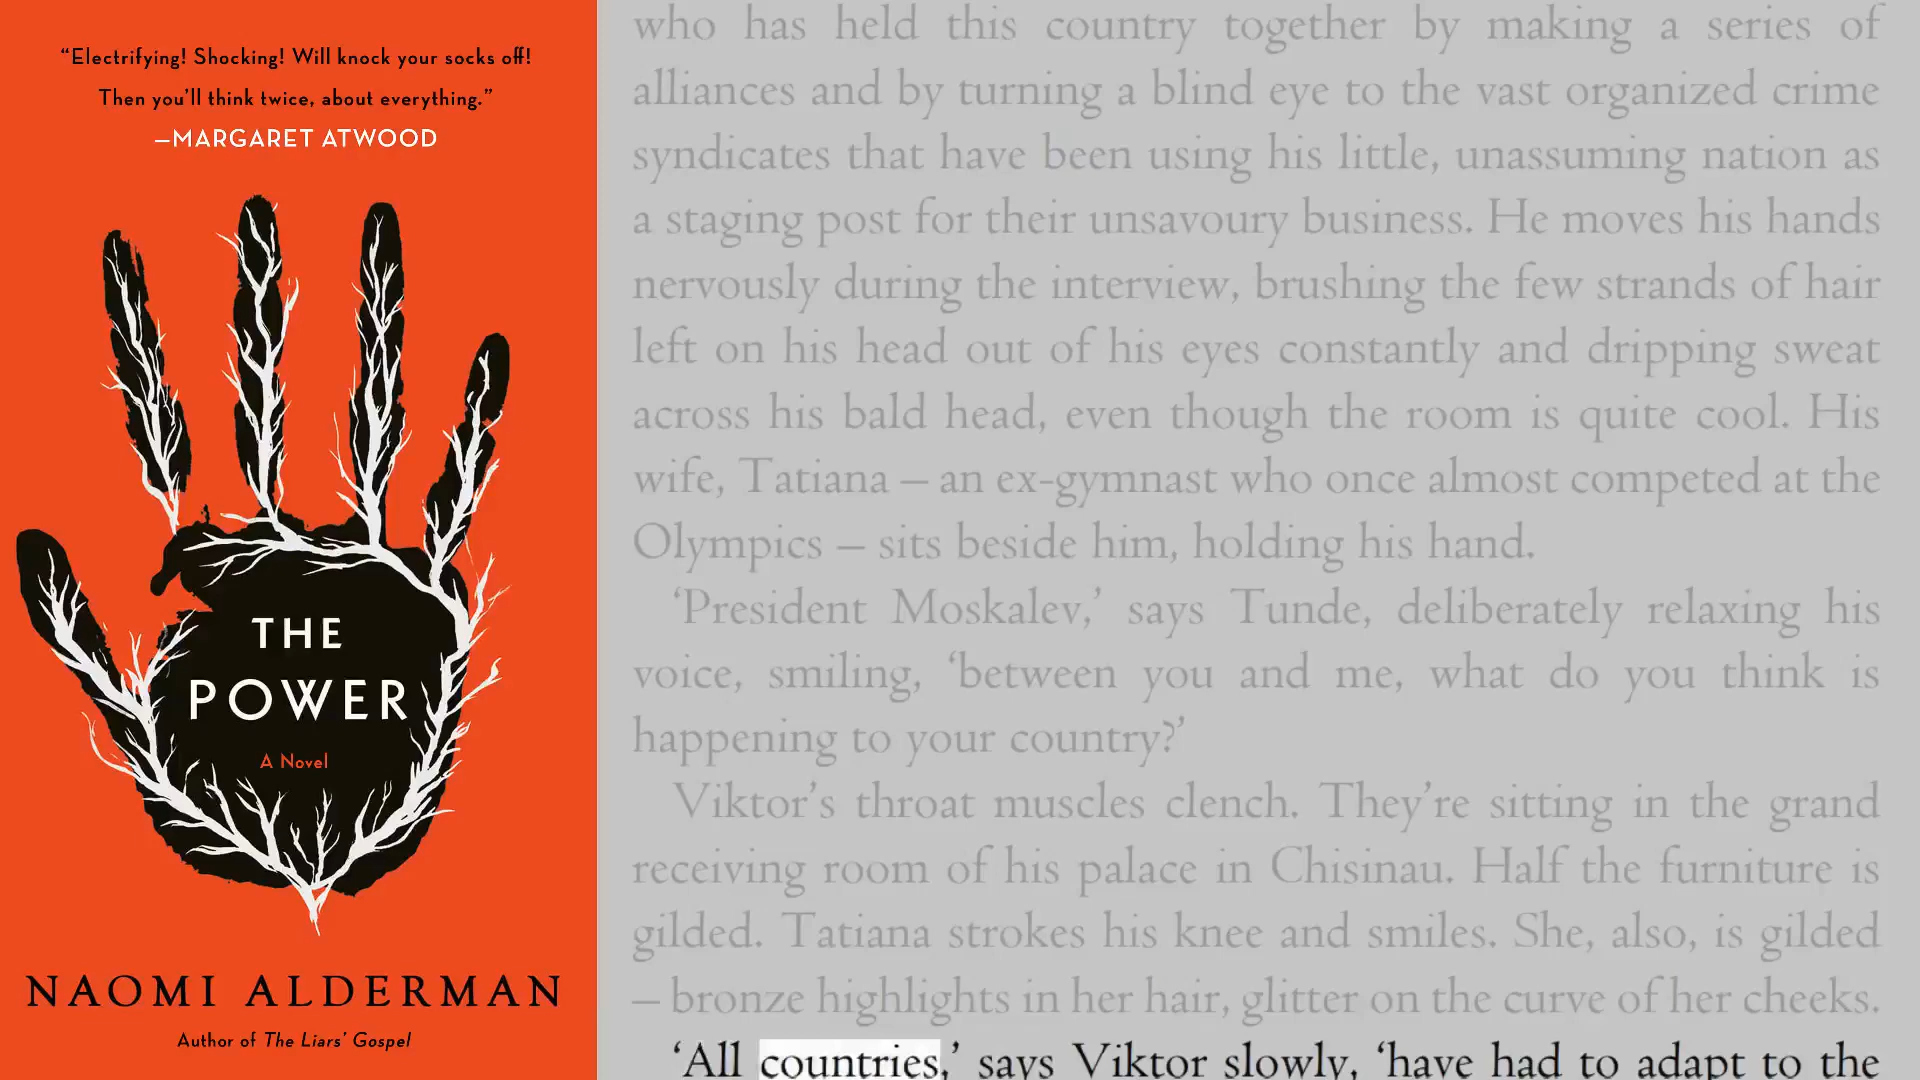 “Electrifying! Shocking! Will knock your socks off!
Then you’ll think twice, about everything.”
—MARGARET ATWOOD
THE
POWER
A Novel
NAOMI ALDERMAN
Author of The Liars’ Gospel
who has held this country together by making a series of
alliances and by turning a blind eye to the vast organized crime
syndicates that have been using his little, unassuming nation as
a staging post for their unsavoury business. He moves his hands
nervously during the interview, brushing the few strands of hair
left on his head out of his eyes constantly and dripping sweat
across his bald head, even though the room is quite cool. His
wife, Tatiana – an ex-gymnast who once almost competed at the
Olympics – sits beside him, holding his hand.
‘President Moskalev,’ says Tunde, deliberately relaxing his
voice, smiling, ‘between you and me, what do you think is
happening to your country?’
Viktor’s throat muscles clench. They’re sitting in the grand
receiving room of his palace in Chisinau. Half the furniture is
gilded. Tatiana strokes his knee and smiles. She, also, is gilded
– bronze highlights in her hair, glitter on the curve of her cheeks.
‘All countries,’ says Viktor slowly, ‘have had to adapt to the